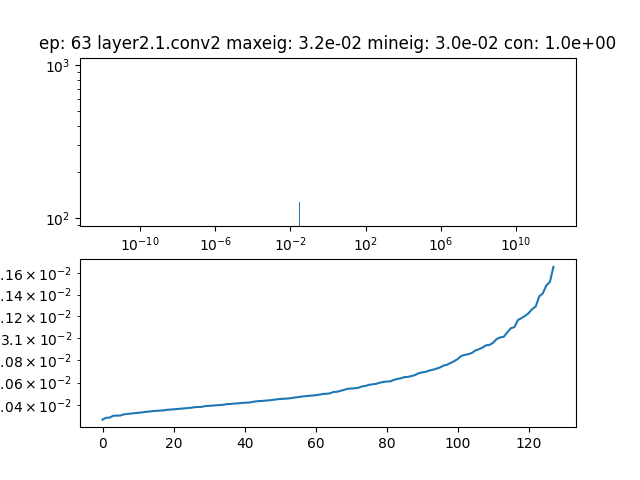 ep: 63 layer2.1.conv2 maxeig: 3.2e-02 mineig: 3.0e-02 con: 1.0e+00
10³
10²
10⁻¹⁰ 10⁻⁶ 10⁻² 10² 10⁶ 10¹⁰
.16 × 10⁻²
.14 × 10⁻²
.12 × 10⁻²
3.1 × 10⁻²
.08 × 10⁻²
.06 × 10⁻²
.04 × 10⁻²
0 20 40 60 80 100 120